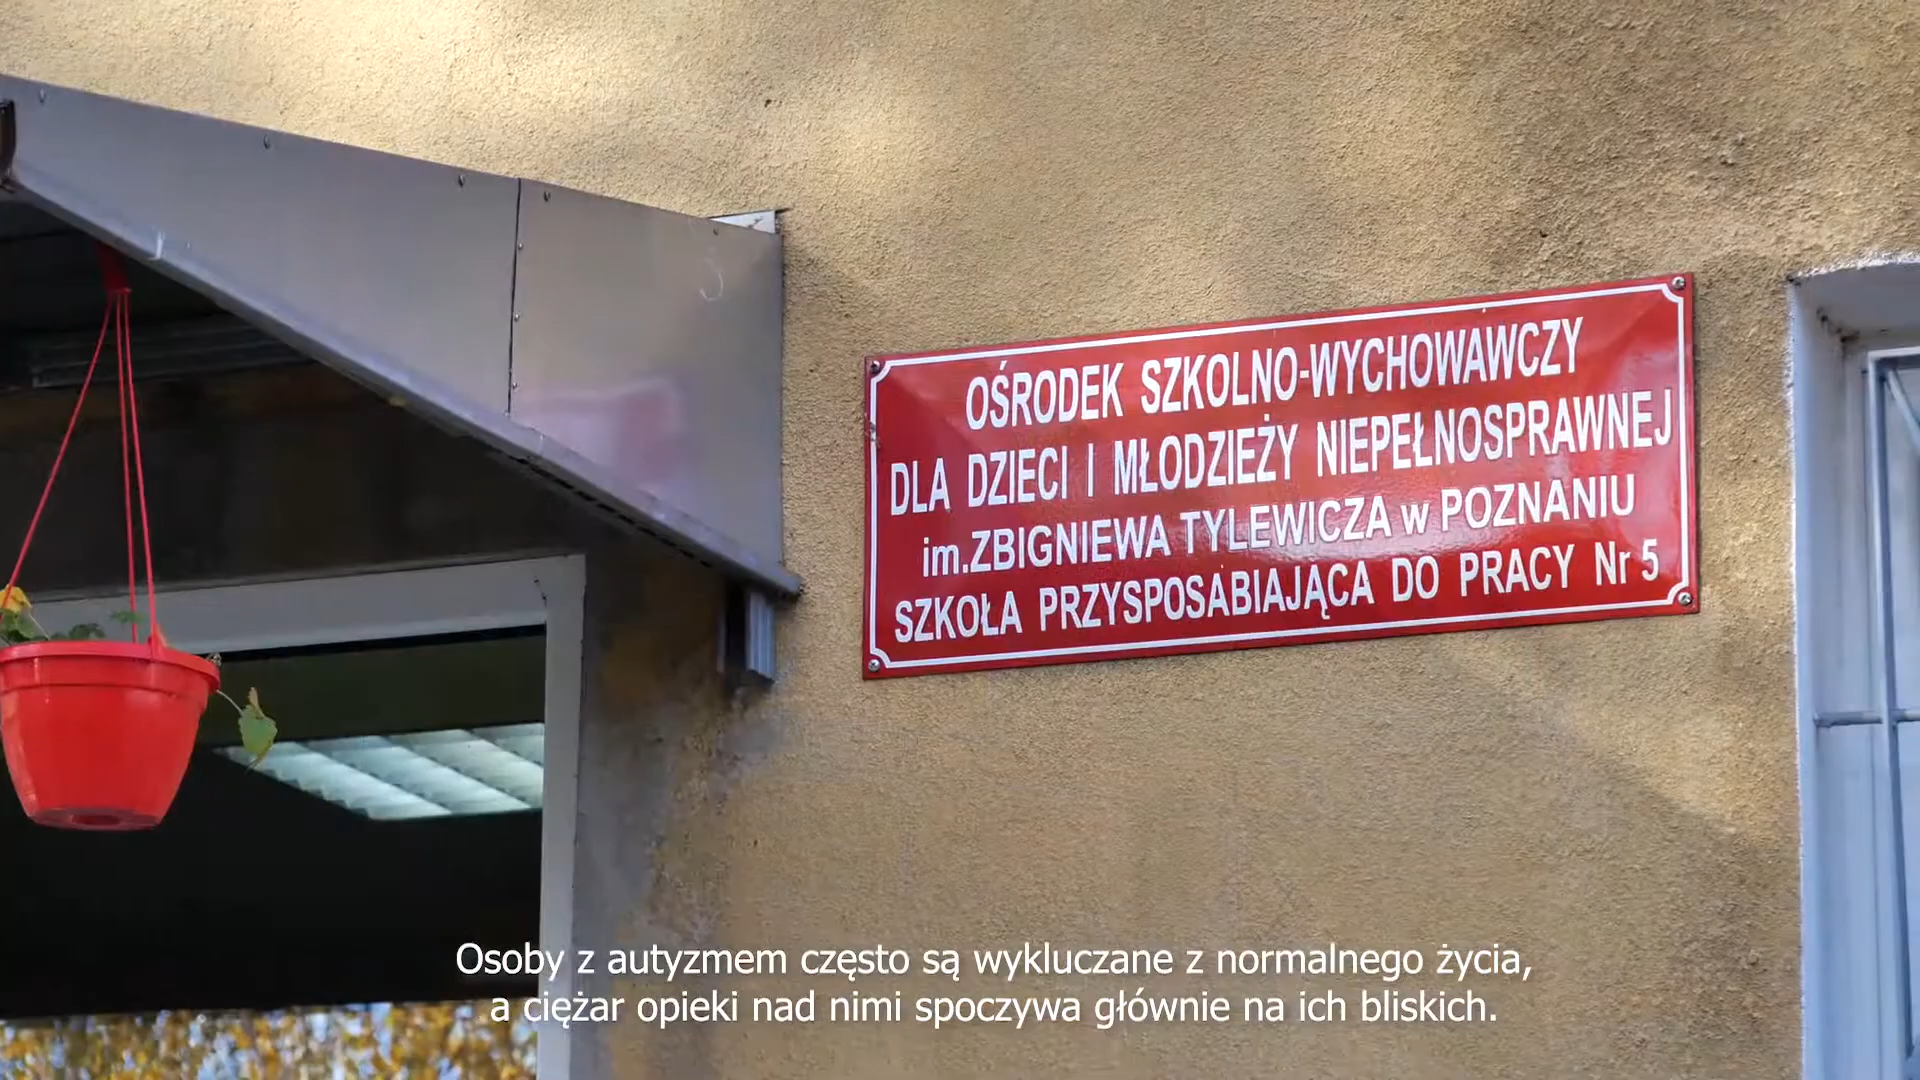 OŚRODEK SZKOLNO-WYCHOWAWCZY
DLA DZIECI I MŁODZIEŻY NIEPEŁNOSPRAWNEJ
im.ZBIGNIEWA TYLEWICZA w POZNANIU
SZKOŁA PRZYSPOSABIAJĄCA DO PRACY Nr 5
Osoby z autyzmem często są wykluczane z normalnego życia,
a ciężar opieki nad nimi spoczywa głównie na ich bliskich.